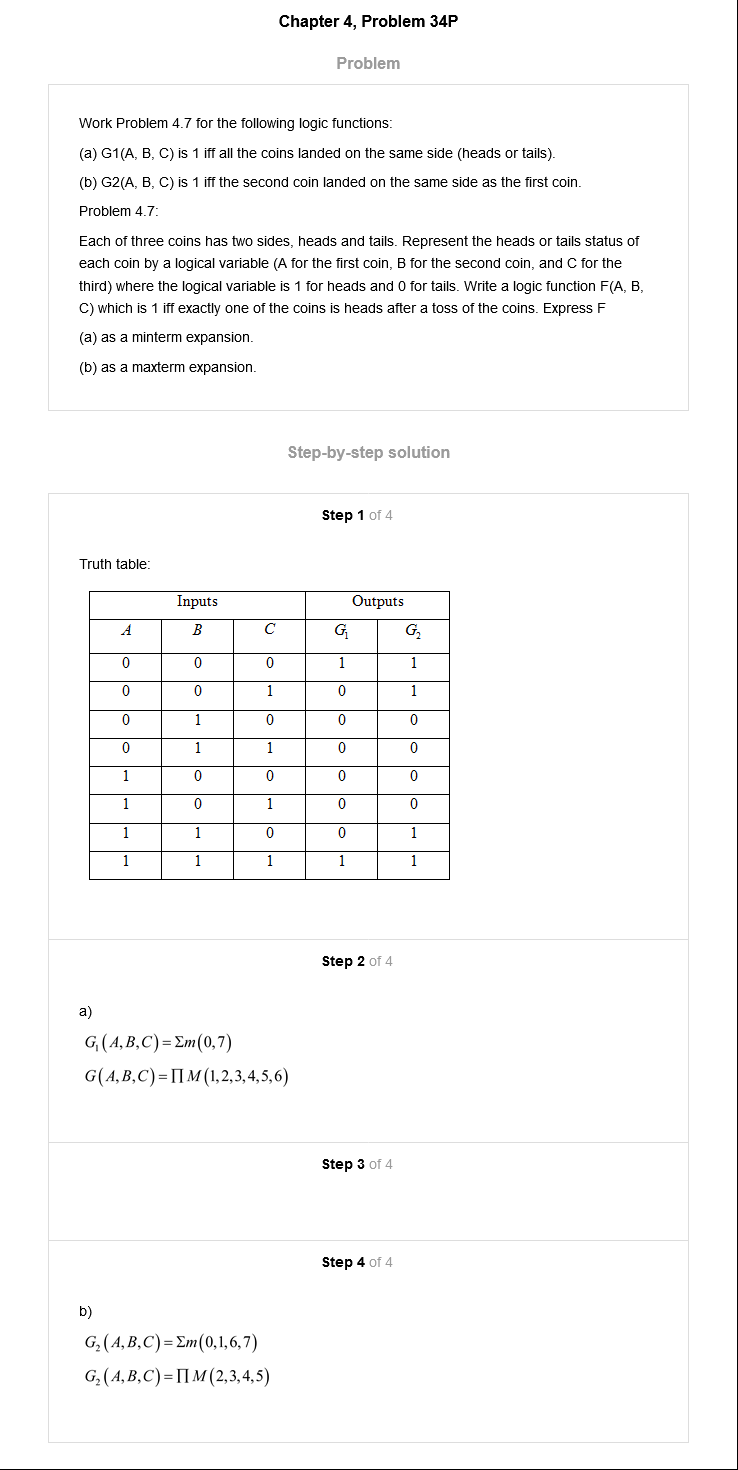 Chapter 4, Problem 34P
Problem
Work Problem 4.7 for the following logic functions:
(a) G1(A, B, C) is 1 iff all the coins landed on the same side (heads or tails).
(b) G2(A, B, C) is 1 iff the second coin landed on the same side as the first coin.
Problem 4.7:
Each of three coins has two sides, heads and tails. Represent the heads or tails status of
each coin by a logical variable (A for the first coin, B for the second coin, and C for the
third) where the logical variable is 1 for heads and 0 for tails. Write a logic function F(A, B,
C) which is 1 iff exactly one of the coins is heads after a toss of the coins. Express F
(a) as a minterm expansion.
(b) as a maxterm expansion.
Step-by-step solution
Step 1 of 4
Truth table:
Inputs Outputs
A B C G₁ G₂
0 0 0 1 1
0 0 1 0 1
0 1 0 0 0
0 1 1 0 0
1 0 0 0 0
1 0 1 0 0
1 1 0 0 1
1 1 1 1 1
Step 2 of 4
a)
G₁(A,B,C)=Σm(0,7)
G(A,B,C)=∏M(1,2,3,4,5,6)
Step 3 of 4
Step 4 of 4
b)
G₂(A,B,C)=Σm(0,1,6,7)
G₂(A,B,C)=∏M(2,3,4,5)